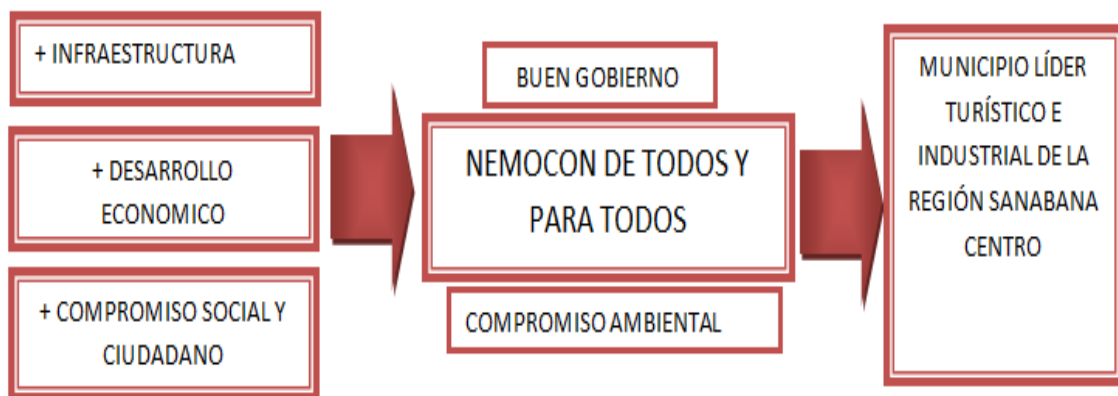 + INFRAESTRUCTURA
+ DESARROLLO
ECONOMICO
+ COMPROMISO SOCIAL Y
CIUDADANO
BUEN GOBIERNO
NEMOCON DE TODOS Y
PARA TODOS
COMPROMISO AMBIENTAL
MUNICIPIO LÍDER
TURÍSTICO E
INDUSTRIAL DE LA
REGIÓN SANABANA
CENTRO